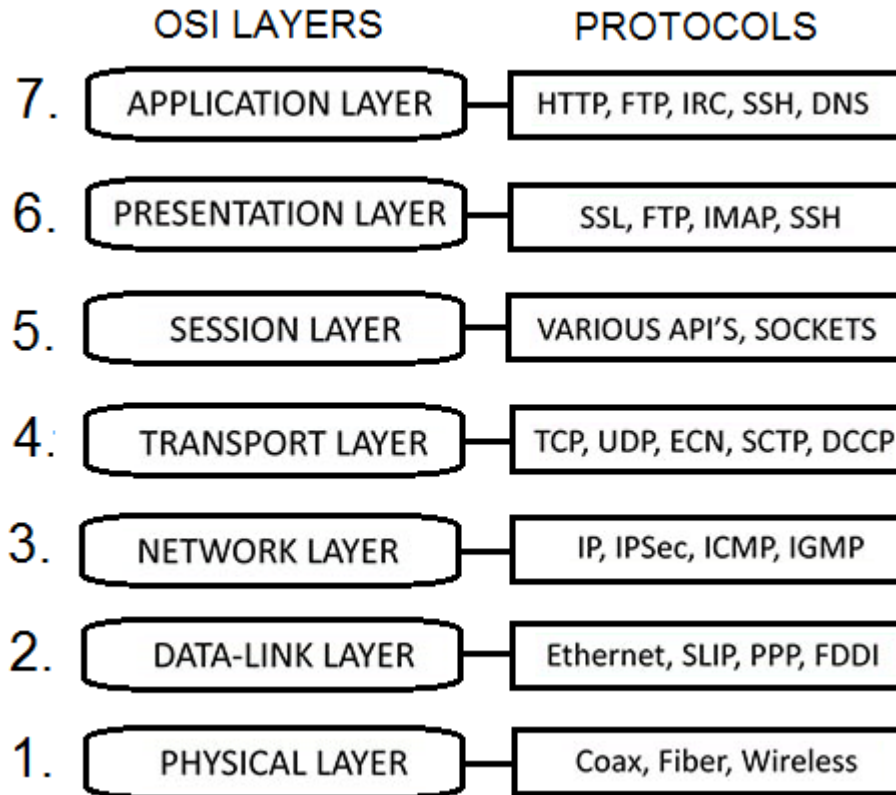 OSI LAYERS PROTOCOLS
7. APPLICATION LAYER HTTP, FTP, IRC, SSH, DNS
6. PRESENTATION LAYER SSL, FTP, IMAP, SSH
5. SESSION LAYER VARIOUS API'S, SOCKETS
4. TRANSPORT LAYER TCP, UDP, ECN, SCTP, DCCP
3. NETWORK LAYER IP, IPSec, ICMP, IGMP
2. DATA-LINK LAYER Ethernet, SLIP, PPP, FDDI
1. PHYSICAL LAYER Coax, Fiber, Wireless